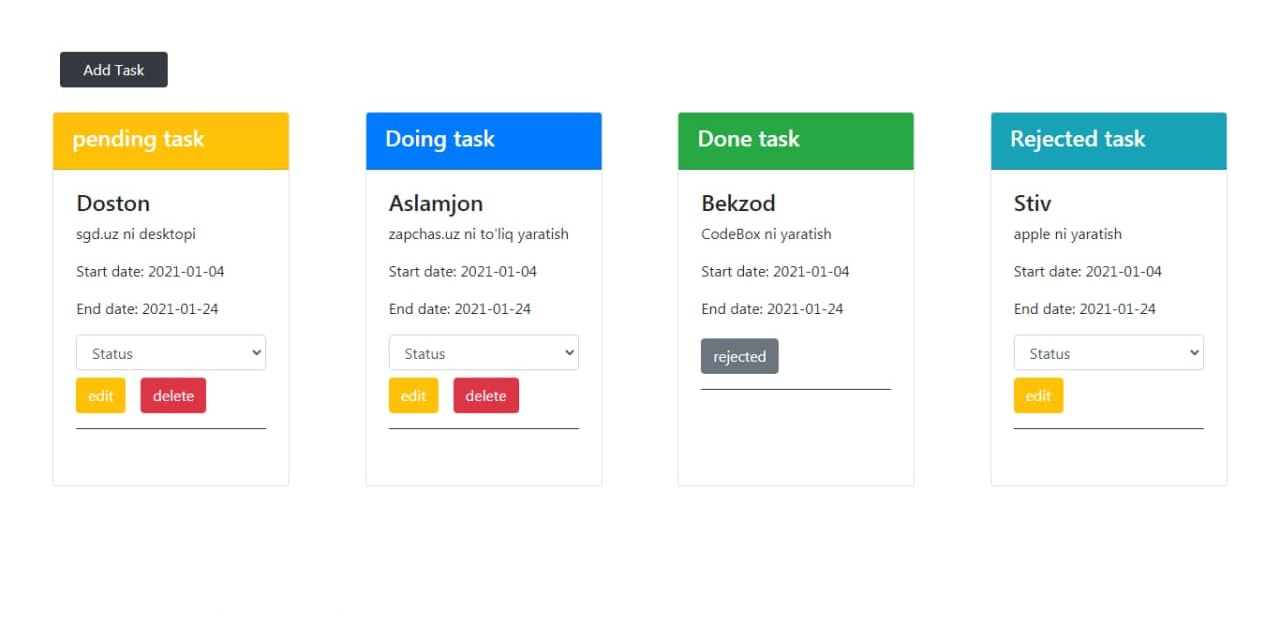 Add Task
pending task
Doston
sgd.uz ni desktopi
Start date: 2021-01-04
End date: 2021-01-24
Status
edit delete
Doing task
Aslamjon
zapchas.uz ni to'liq yaratish
Start date: 2021-01-04
End date: 2021-01-24
Status
edit delete
Done task
Bekzod
CodeBox ni yaratish
Start date: 2021-01-04
End date: 2021-01-24
rejected
Rejected task
Stiv
apple ni yaratish
Start date: 2021-01-04
End date: 2021-01-24
Status
edit